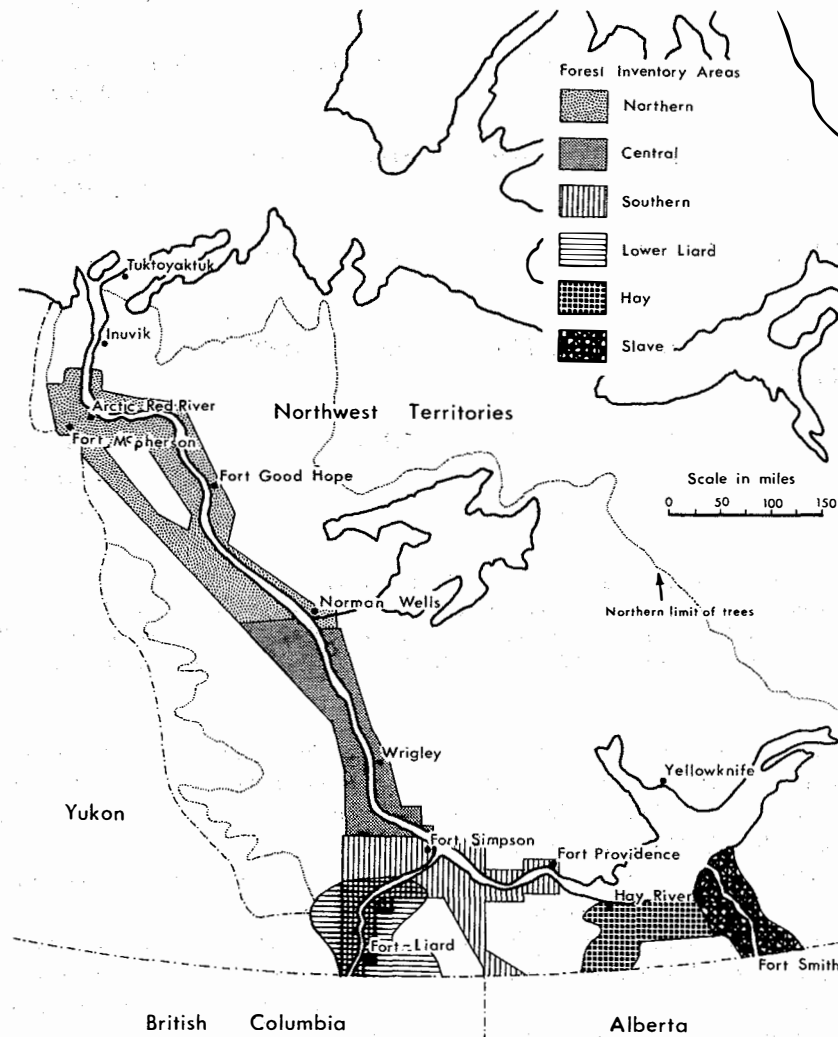 Forest Inventory Areas
Northern
Central
Southern
Lower Liard
Hay
Slave
Tuktoyaktuk
Inuvik
Arctic Red River
Northwest Territories
Fort McPherson
Fort Good Hope
Scale in miles
0 50 100 150
Norman Wells
Northern limit of trees
Wrigley
Yellowknife
Yukon
Fort Simpson
Fort Providence
Hay River
Fort Liard
Fort Smith
British Columbia
Alberta